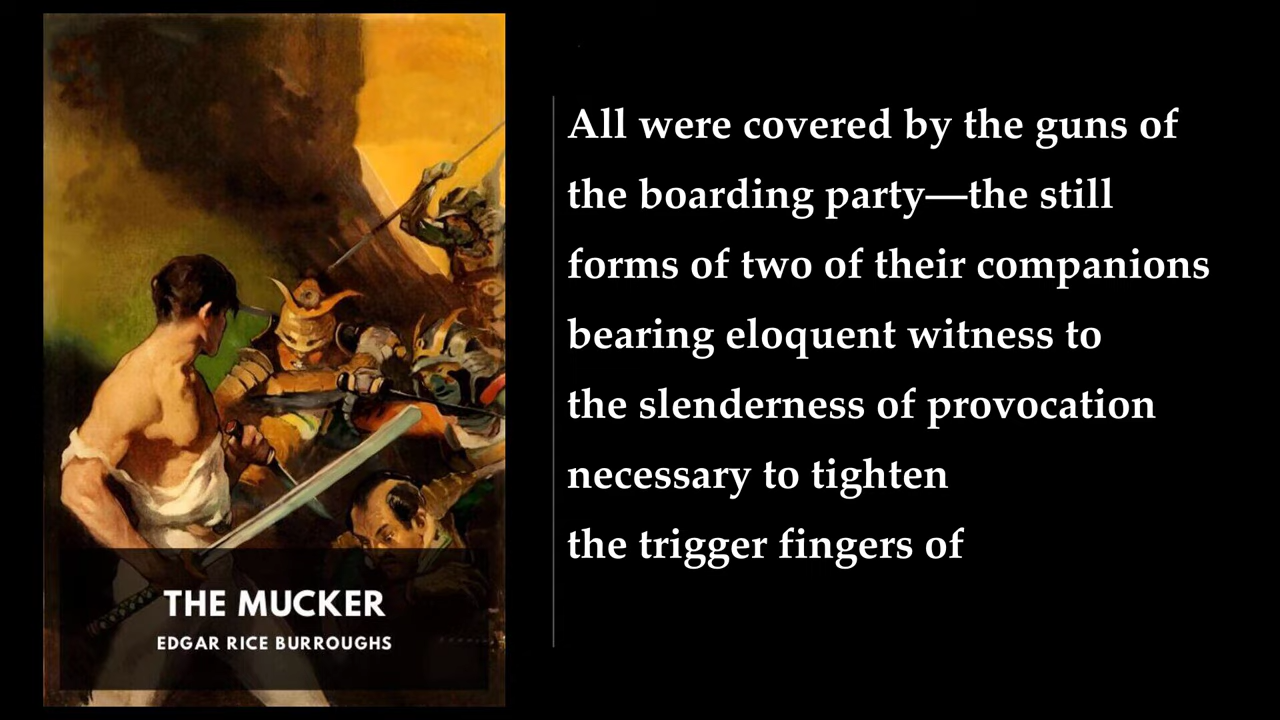 THE MUCKER
EDGAR RICE BURROUGHS
All were covered by the guns of
the boarding party—the still
forms of two of their companions
bearing eloquent witness to
the slenderness of provocation
necessary to tighten
the trigger fingers of